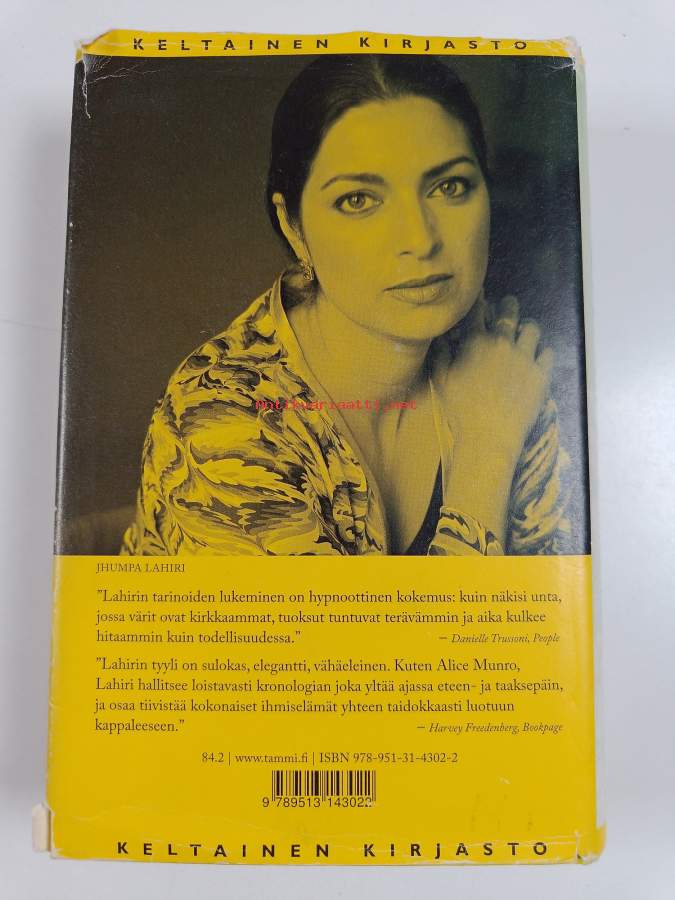 KELTAINEN KIRJASTO
Antikvariaatti.net
JHUMPA LAHIRI
”Lahirin tarinoiden lukeminen on hypnoottinen kokemus: kuin näkisi unta,
jossa värit ovat kirkkaammat, tuoksut tuntuvat terävämmin ja aika kulkee
hitaammin kuin todellisuudessa.” – Danielle Trussoni, People
”Lahirin tyyli on sulokas, elegantti, vähäeleinen. Kuten Alice Munro,
Lahiri hallitsee loistavasti kronologian joka yltää ajassa eteen- ja taaksepäin,
ja osaa tiivistää kokonaiset ihmiselämät yhteen taidokkaasti luotuun
kappaleeseen.” – Harvey Freedenberg, Bookpage
84.2 | www.tammi.fi | ISBN 978-951-31-4302-2
9 789513 143022
KELTAINEN KIRJASTO